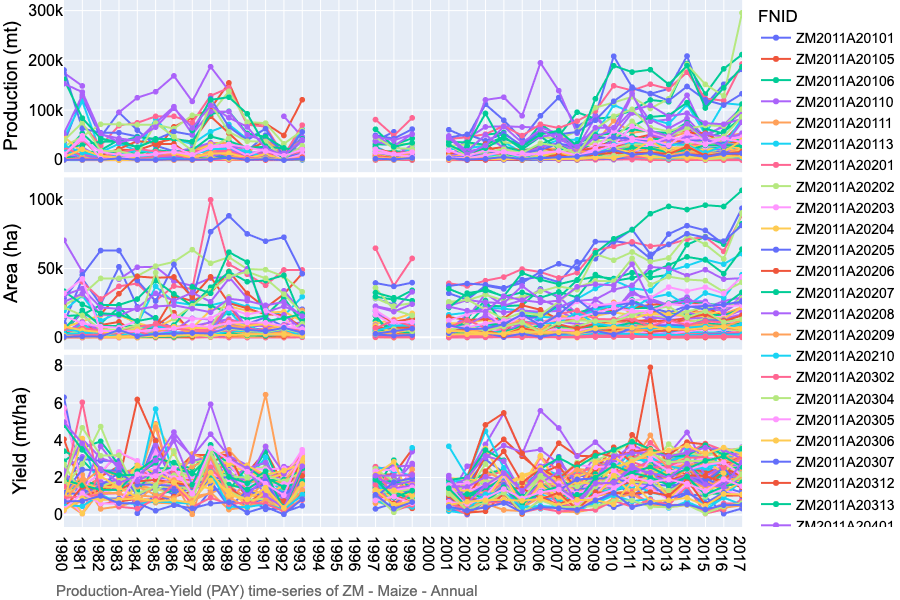 FNID
Production (mt)
300k
200k
100k
0
Area (ha)
100k
50k
0
Yield (mt/ha)
8
6
4
2
0
ZM2011A20101
ZM2011A20105
ZM2011A20106
ZM2011A20110
ZM2011A20111
ZM2011A20113
ZM2011A20201
ZM2011A20202
ZM2011A20203
ZM2011A20204
ZM2011A20205
ZM2011A20206
ZM2011A20207
ZM2011A20208
ZM2011A20209
ZM2011A20210
ZM2011A20302
ZM2011A20304
ZM2011A20305
ZM2011A20306
ZM2011A20307
ZM2011A20312
ZM2011A20313
ZM2011A20401
1980 1981 1982 1983 1984 1985 1986 1987 1988 1989 1990 1991 1992 1993 1994 1995 1996 1997 1998 1999 2000 2001 2002 2003 2004 2005 2006 2007 2008 2009 2010 2011 2012 2013 2014 2015 2016 2017
Production-Area-Yield (PAY) time-series of ZM - Maize - Annual